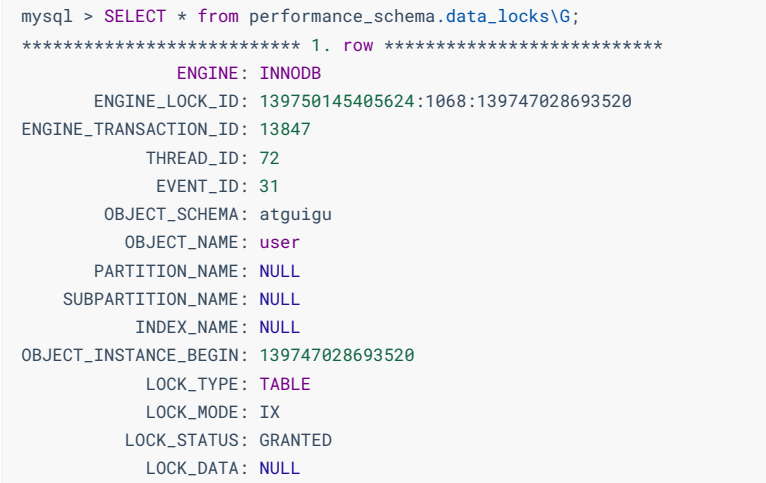 mysql > SELECT * from performance_schema.data_locks\G;
*************************** 1. row ***************************
ENGINE: INNODB
ENGINE_LOCK_ID: 139750145405624:1068:139747028693520
ENGINE_TRANSACTION_ID: 13847
THREAD_ID: 72
EVENT_ID: 31
OBJECT_SCHEMA: atguigu
OBJECT_NAME: user
PARTITION_NAME: NULL
SUBPARTITION_NAME: NULL
INDEX_NAME: NULL
OBJECT_INSTANCE_BEGIN: 139747028693520
LOCK_TYPE: TABLE
LOCK_MODE: IX
LOCK_STATUS: GRANTED
LOCK_DATA: NULL